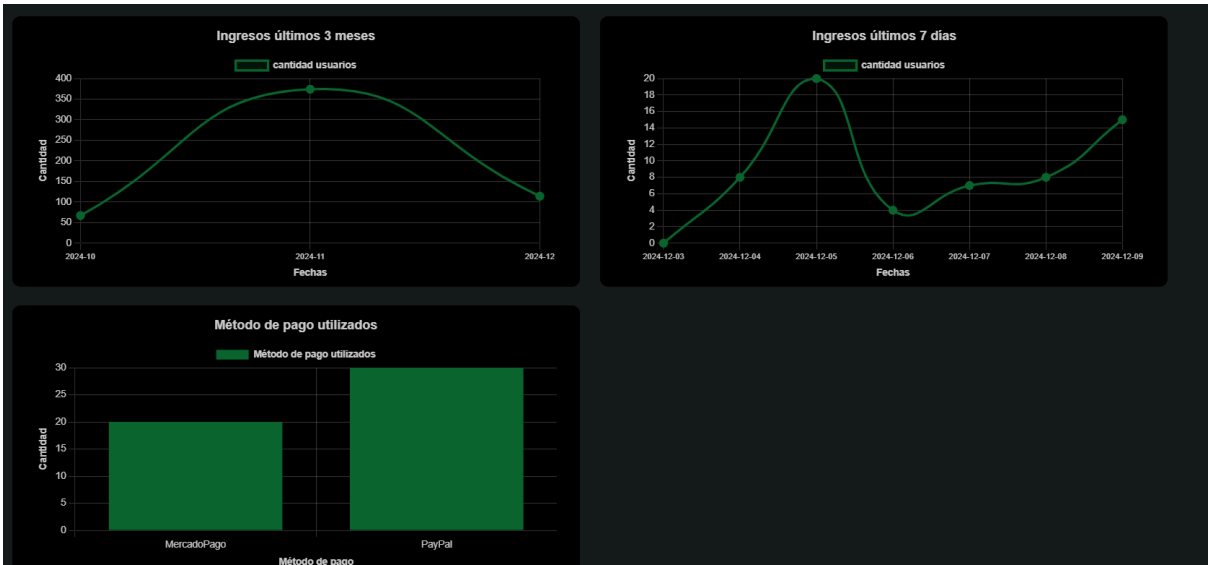 Ingresos últimos 3 meses
cantidad usuarios
400
350
300
250
200
150
100
50
0
Cantidad
2024-10 2024-11 2024-12
Fechas
Ingresos últimos 7 días
cantidad usuarios
20
18
16
14
12
10
8
6
4
2
0
Cantidad
2024-12-03 2024-12-04 2024-12-05 2024-12-06 2024-12-07 2024-12-08 2024-12-09
Fechas
Método de pago utilizados
Método de pago utilizados
30
25
20
15
10
5
0
Cantidad
MercadoPago PayPal
Método de pago